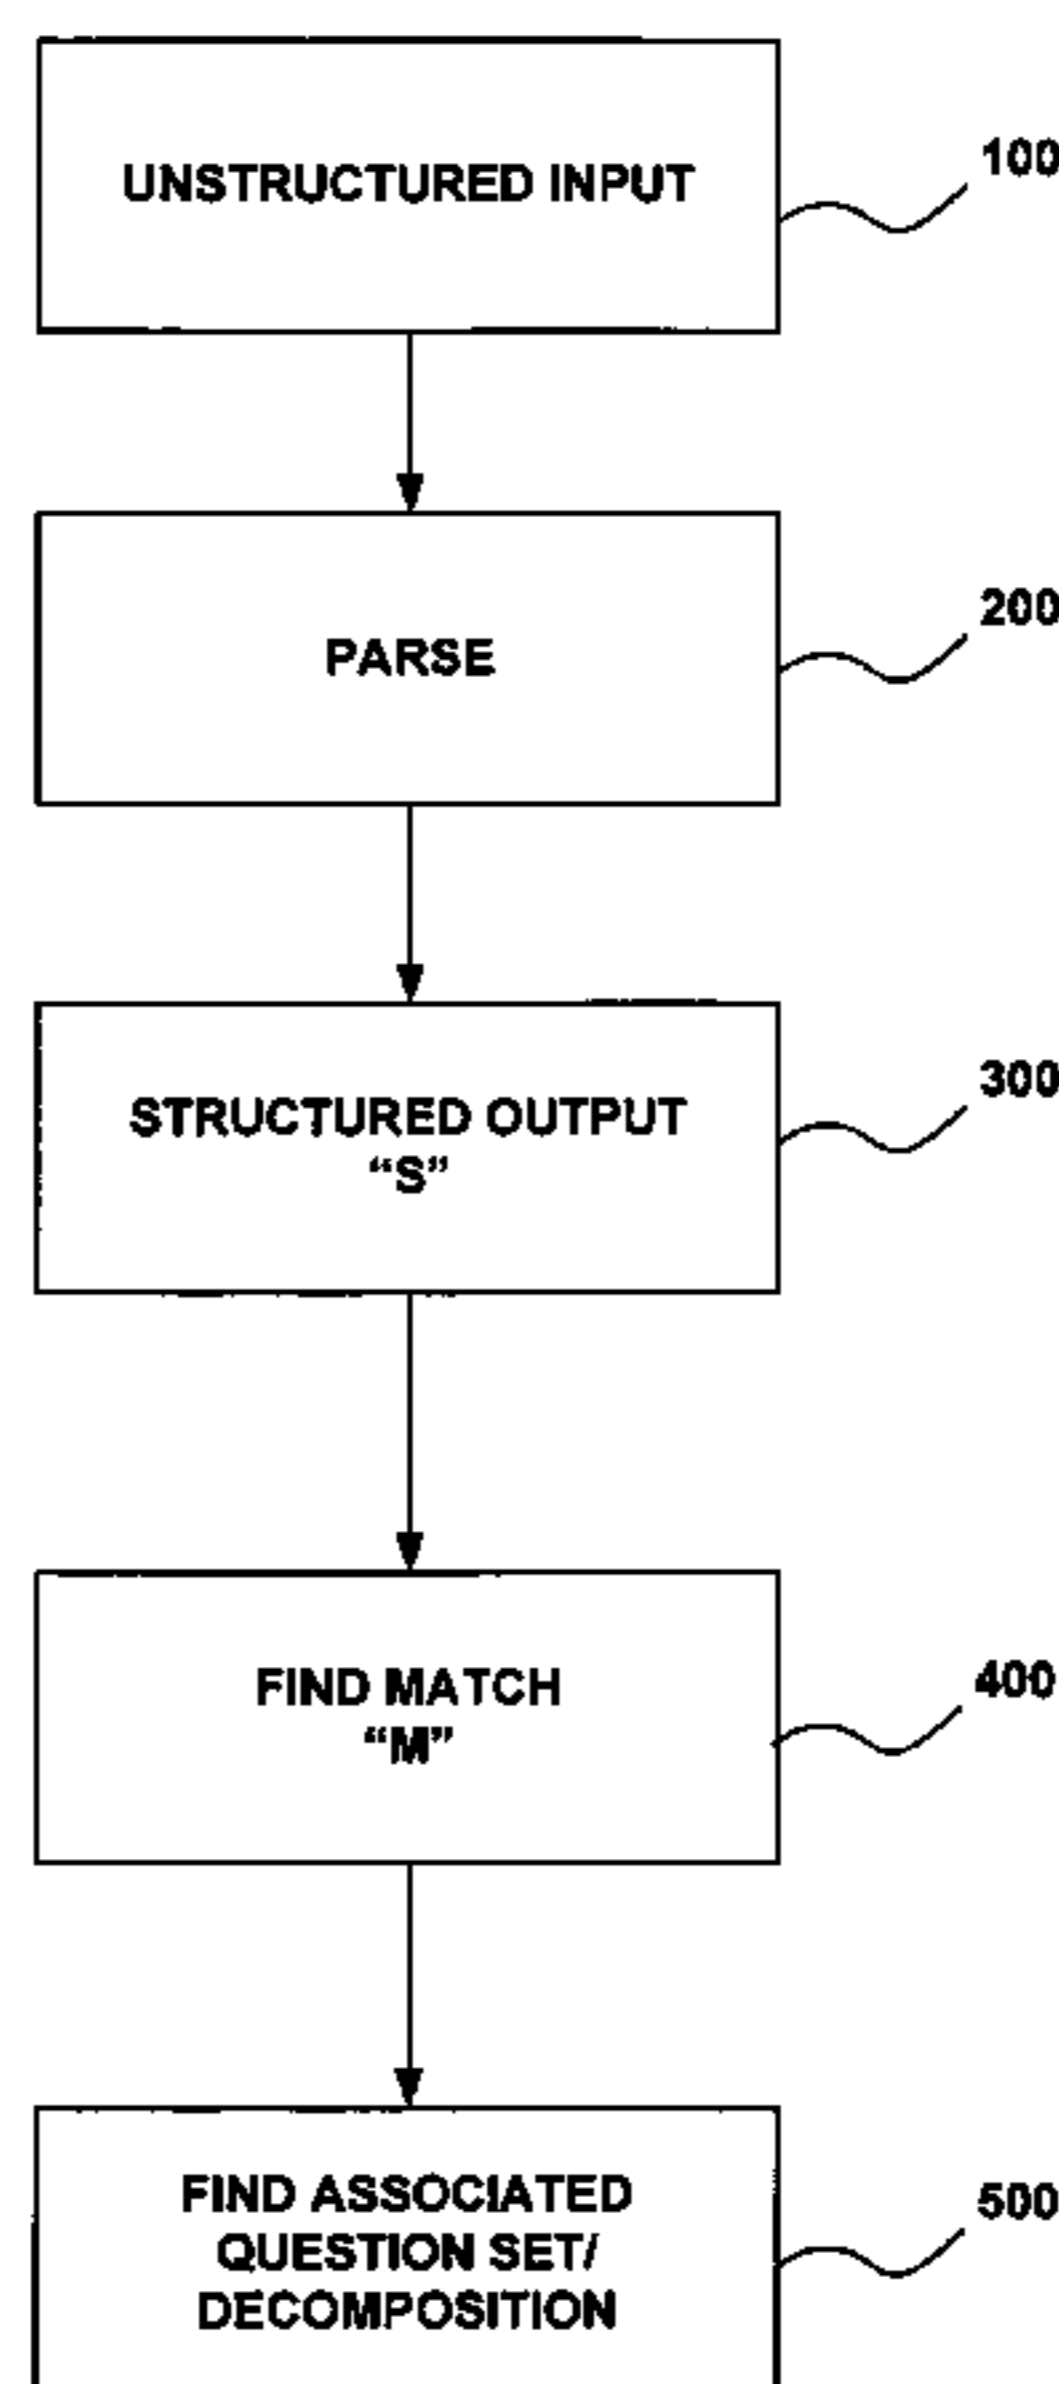 UNSTRUCTURED INPUT
100
PARSE
200
STRUCTURED OUTPUT
“S”
300
FIND MATCH
“M”
400
FIND ASSOCIATED
QUESTION SET/
DECOMPOSITION
500